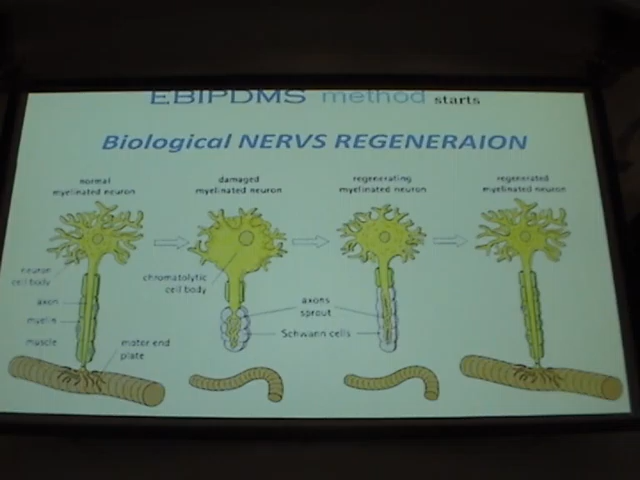 EBIPDMS method starts
Biological NERVS REGENERAION
normal
myelinated neuron
damaged
myelinated neuron
regenerating
myelinated neuron
regenerated
myelinated neuron
neuron
cell body
chromatolytic
cell body
axon
axons
sprout
myelin
Schwann cells
muscle
motor end
plate